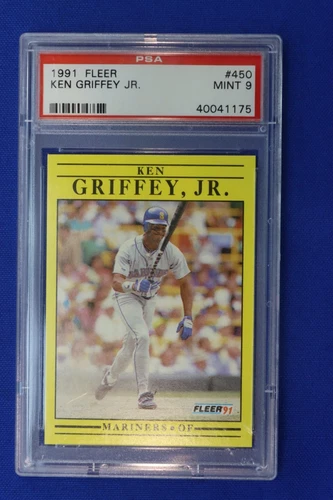 PSA
1991 FLEER #450
KEN GRIFFEY JR. MINT 9
40041175
KEN
GRIFFEY, JR.
FLEER 91
MARINERS OF